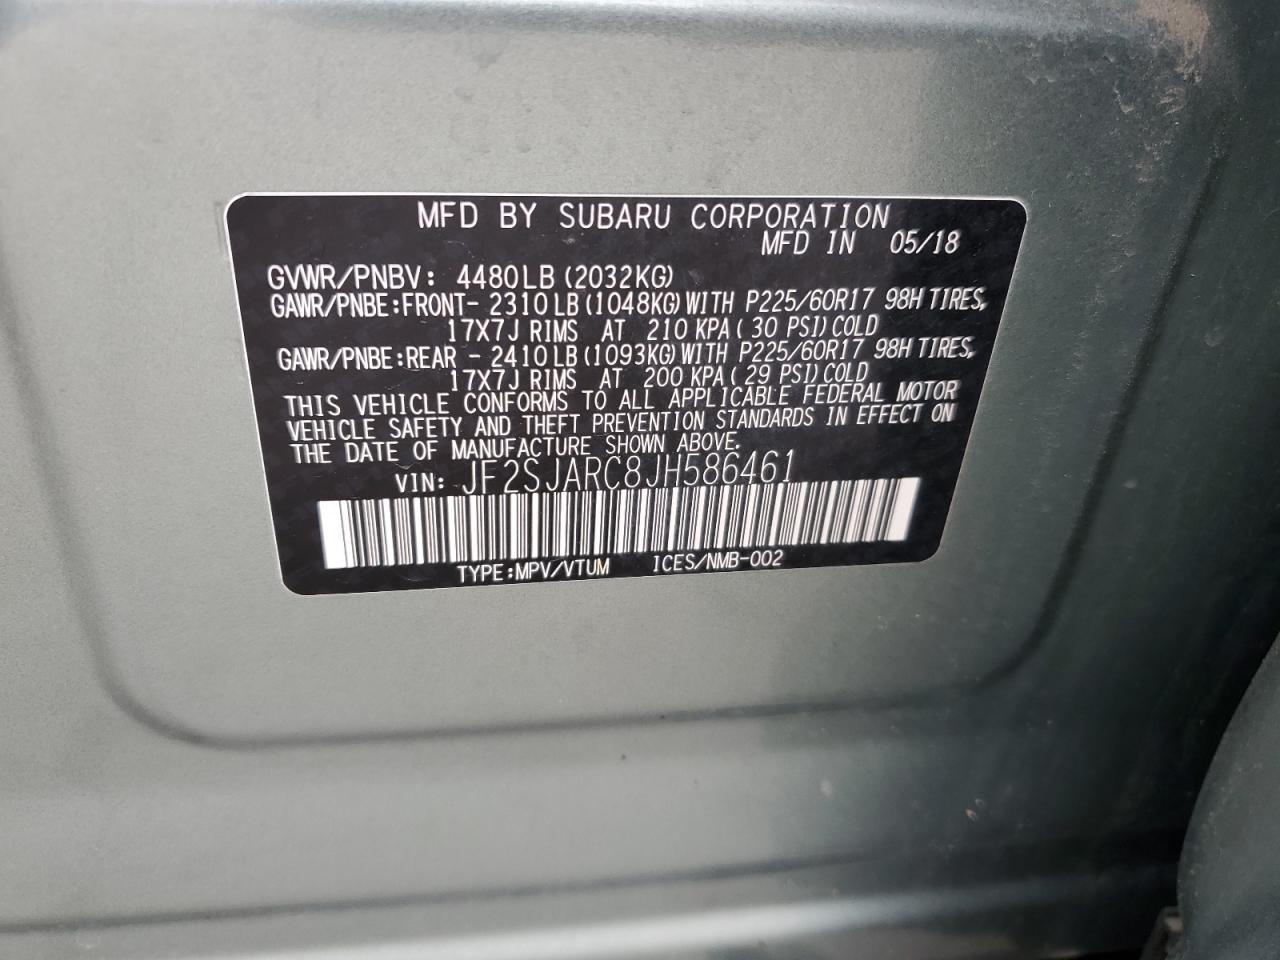 MFD BY SUBARU CORPORATION
MFD IN 05/18
GVWR/PNBV: 4480LB (2032KG)
GAWR/PNBE:FRONT- 2310LB (1048KG) WITH P225/60R17 98H TIRES,
17X7J RIMS AT 210 KPA ( 30 PSI) COLD
GAWR/PNBE:REAR - 2410LB (1093KG) WITH P225/60R17 98H TIRES,
17X7J RIMS AT 200 KPA ( 29 PSI) COLD
THIS VEHICLE CONFORMS TO ALL APPLICABLE FEDERAL MOTOR
VEHICLE SAFETY AND THEFT PREVENTION STANDARDS IN EFFECT ON
THE DATE OF MANUFACTURE SHOWN ABOVE.
VIN: JF2SJARC8JH586461
TYPE:MPV/VTUM ICES/NMB-002